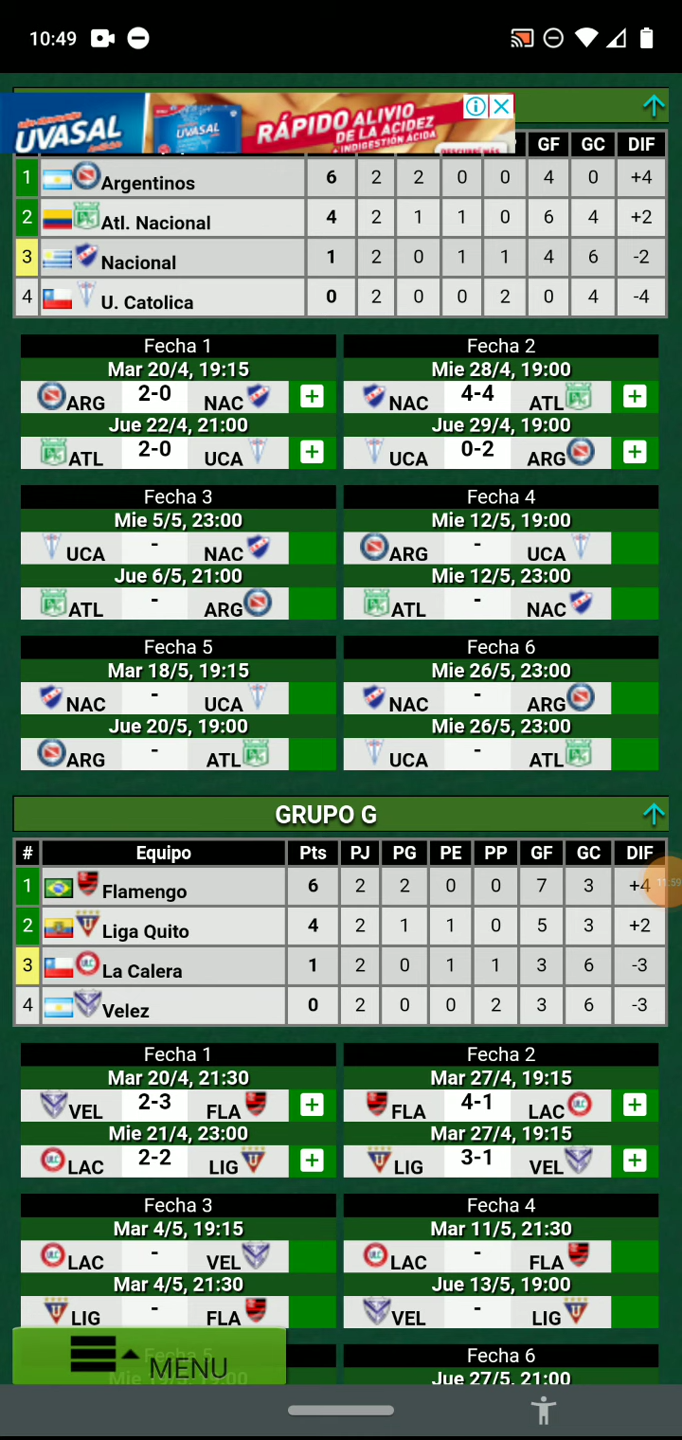 10:49
UVASAL
UVASAL
RÁPIDO ALIVIO
DE LA ACIDEZ
+ INDIGESTIÓN ÁCIDA
GF GC DIF
1 Argentinos 6 2 2 0 0 4 0 +4
2 Atl. Nacional 4 2 1 1 0 6 4 +2
3 Nacional 1 2 0 1 1 4 6 -2
4 U. Catolica 0 2 0 0 2 0 4 -4
Fecha 1
Mar 20/4, 19:15
ARG 2-0 NAC +
Jue 22/4, 21:00
ATL 2-0 UCA +
Fecha 2
Mie 28/4, 19:00
NAC 4-4 ATL +
Jue 29/4, 19:00
UCA 0-2 ARG +
Fecha 3
Mie 5/5, 23:00
UCA - NAC
Jue 6/5, 21:00
ATL - ARG
Fecha 4
Mie 12/5, 19:00
ARG - UCA
Mie 12/5, 23:00
ATL - NAC
Fecha 5
Mar 18/5, 19:15
NAC - UCA
Jue 20/5, 19:00
ARG - ATL
Fecha 6
Mie 26/5, 23:00
NAC - ARG
Mie 26/5, 23:00
UCA - ATL
GRUPO G
# Equipo Pts PJ PG PE PP GF GC DIF
1 Flamengo 6 2 2 0 0 7 3 +4
11:59
2 Liga Quito 4 2 1 1 0 5 3 +2
3 La Calera 1 2 0 1 1 3 6 -3
4 Velez 0 2 0 0 2 3 6 -3
Fecha 1
Mar 20/4, 21:30
VEL 2-3 FLA +
Mie 21/4, 23:00
LAC 2-2 LIG +
Fecha 2
Mar 27/4, 19:15
FLA 4-1 LAC +
Mar 27/4, 19:15
LIG 3-1 VEL +
Fecha 3
Mar 4/5, 19:15
LAC - VEL
Mar 4/5, 21:30
LIG - FLA
Fecha 4
Mar 11/5, 21:30
LAC - FLA
Jue 13/5, 19:00
VEL - LIG
Fecha 5
MENU
Fecha 6
Jue 27/5, 21:00